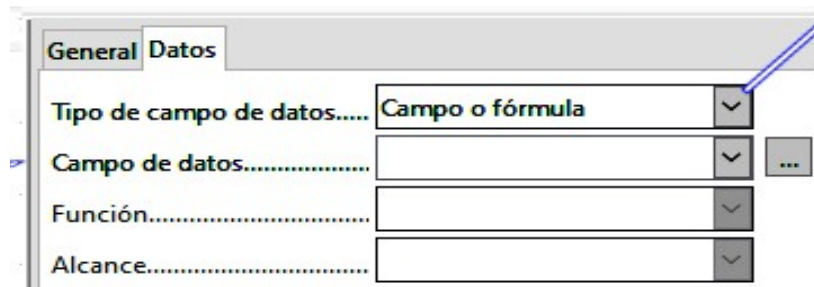 General Datos
Tipo de campo de datos..... Campo o fórmula
Campo de datos................... ...
Función.................................
Alcance.................................